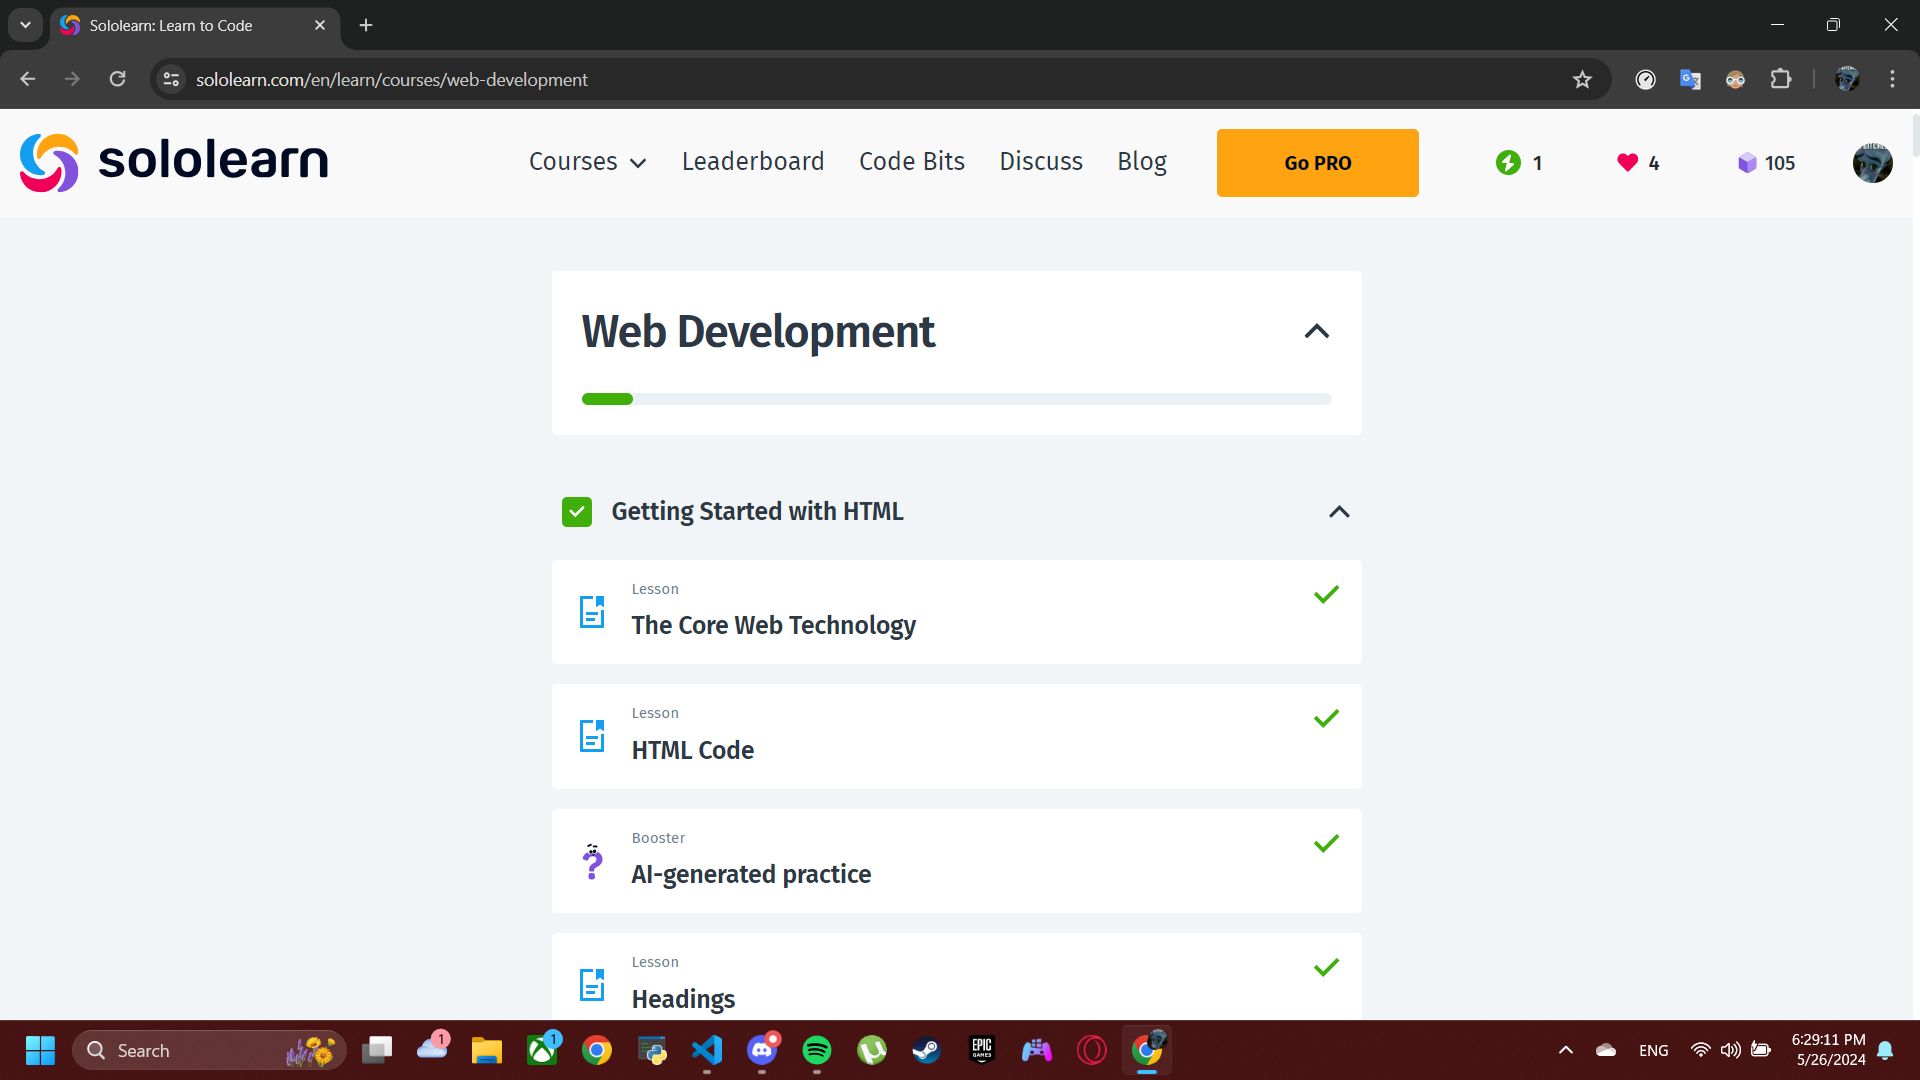 Sololearn: Learn to Code
sololearn.com/en/learn/courses/web-development
sololearn
Courses
Leaderboard
Code Bits
Discuss
Blog
Go PRO
1
4
105
Web Development
Getting Started with HTML
Lesson
The Core Web Technology
Lesson
HTML Code
Booster
AI-generated practice
Lesson
Headings
Search
1
1
EPIC
GAMES
ENG
6:29:11 PM
5/26/2024